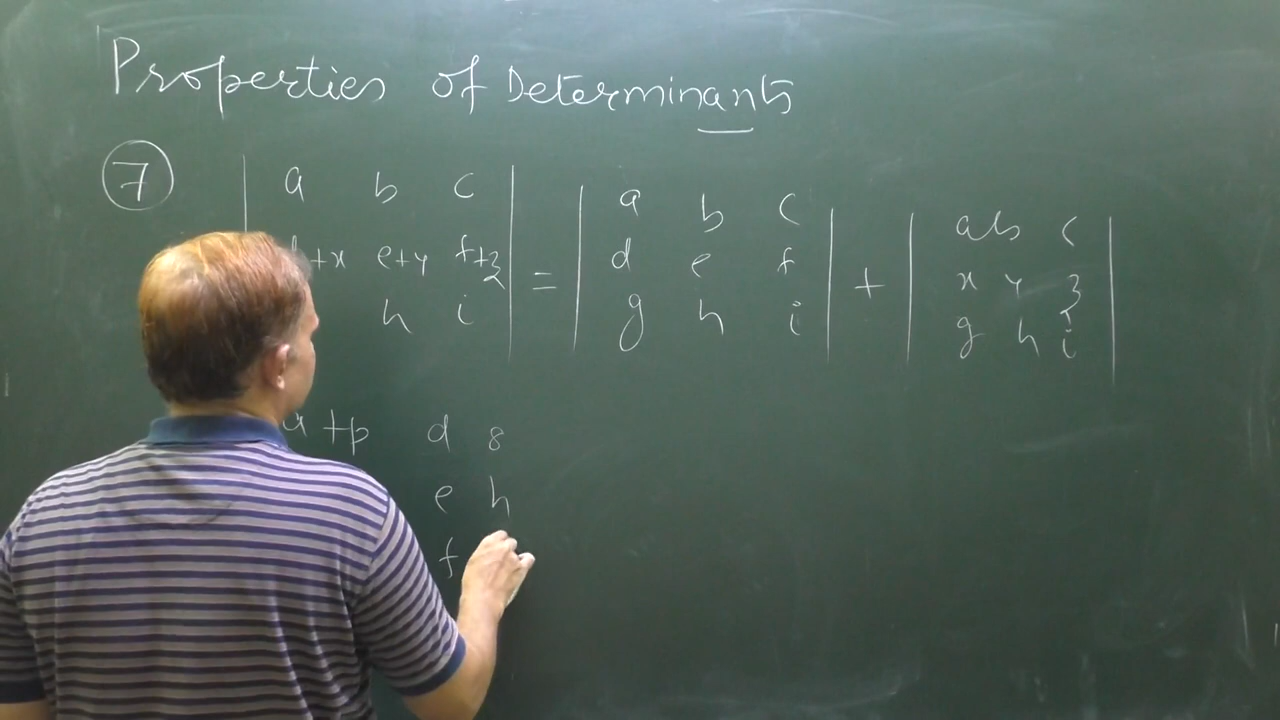 Properties of Determinants
7 | a b c | = | a b c | + | a b c |
+x e+y f+z d e f x y z
h i g h i g h i
a +p d g
e h
f